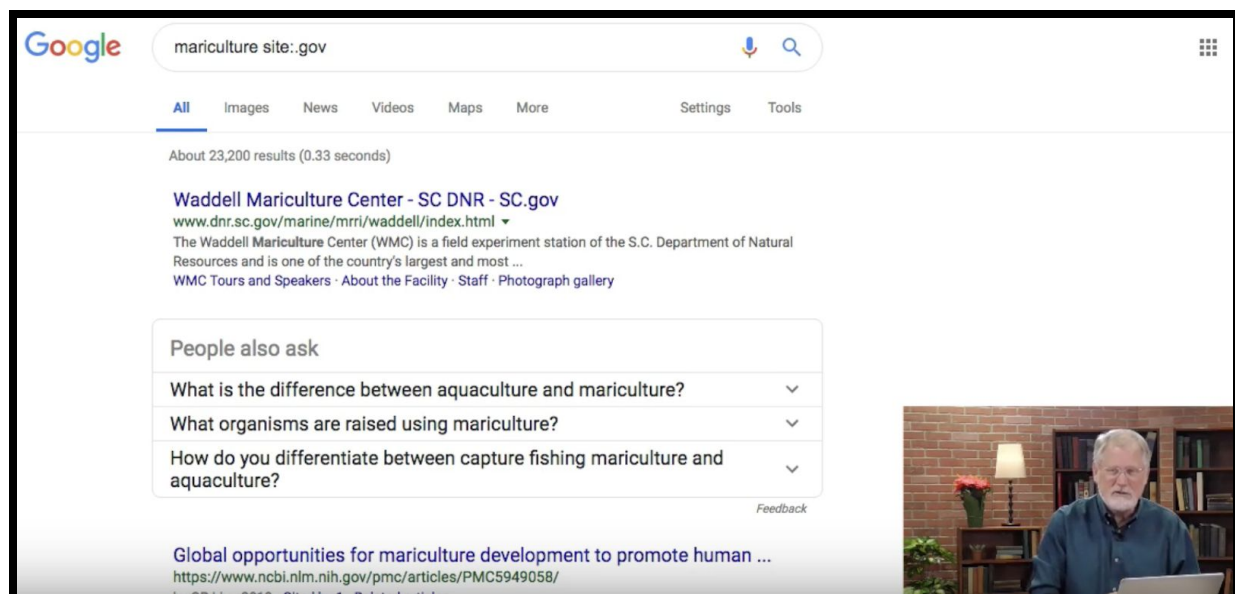 Google
mariculture site:.gov
All Images News Videos Maps More Settings Tools
About 23,200 results (0.33 seconds)
Waddell Mariculture Center - SC DNR - SC.gov
www.dnr.sc.gov/marine/mrri/waddell/index.html
The Waddell Mariculture Center (WMC) is a field experiment station of the S.C. Department of Natural
Resources and is one of the country's largest and most ...
WMC Tours and Speakers · About the Facility · Staff · Photograph gallery
People also ask
What is the difference between aquaculture and mariculture?
What organisms are raised using mariculture?
How do you differentiate between capture fishing mariculture and
aquaculture?
Feedback
Global opportunities for mariculture development to promote human ...
https://www.ncbi.nlm.nih.gov/pmc/articles/PMC5949058/